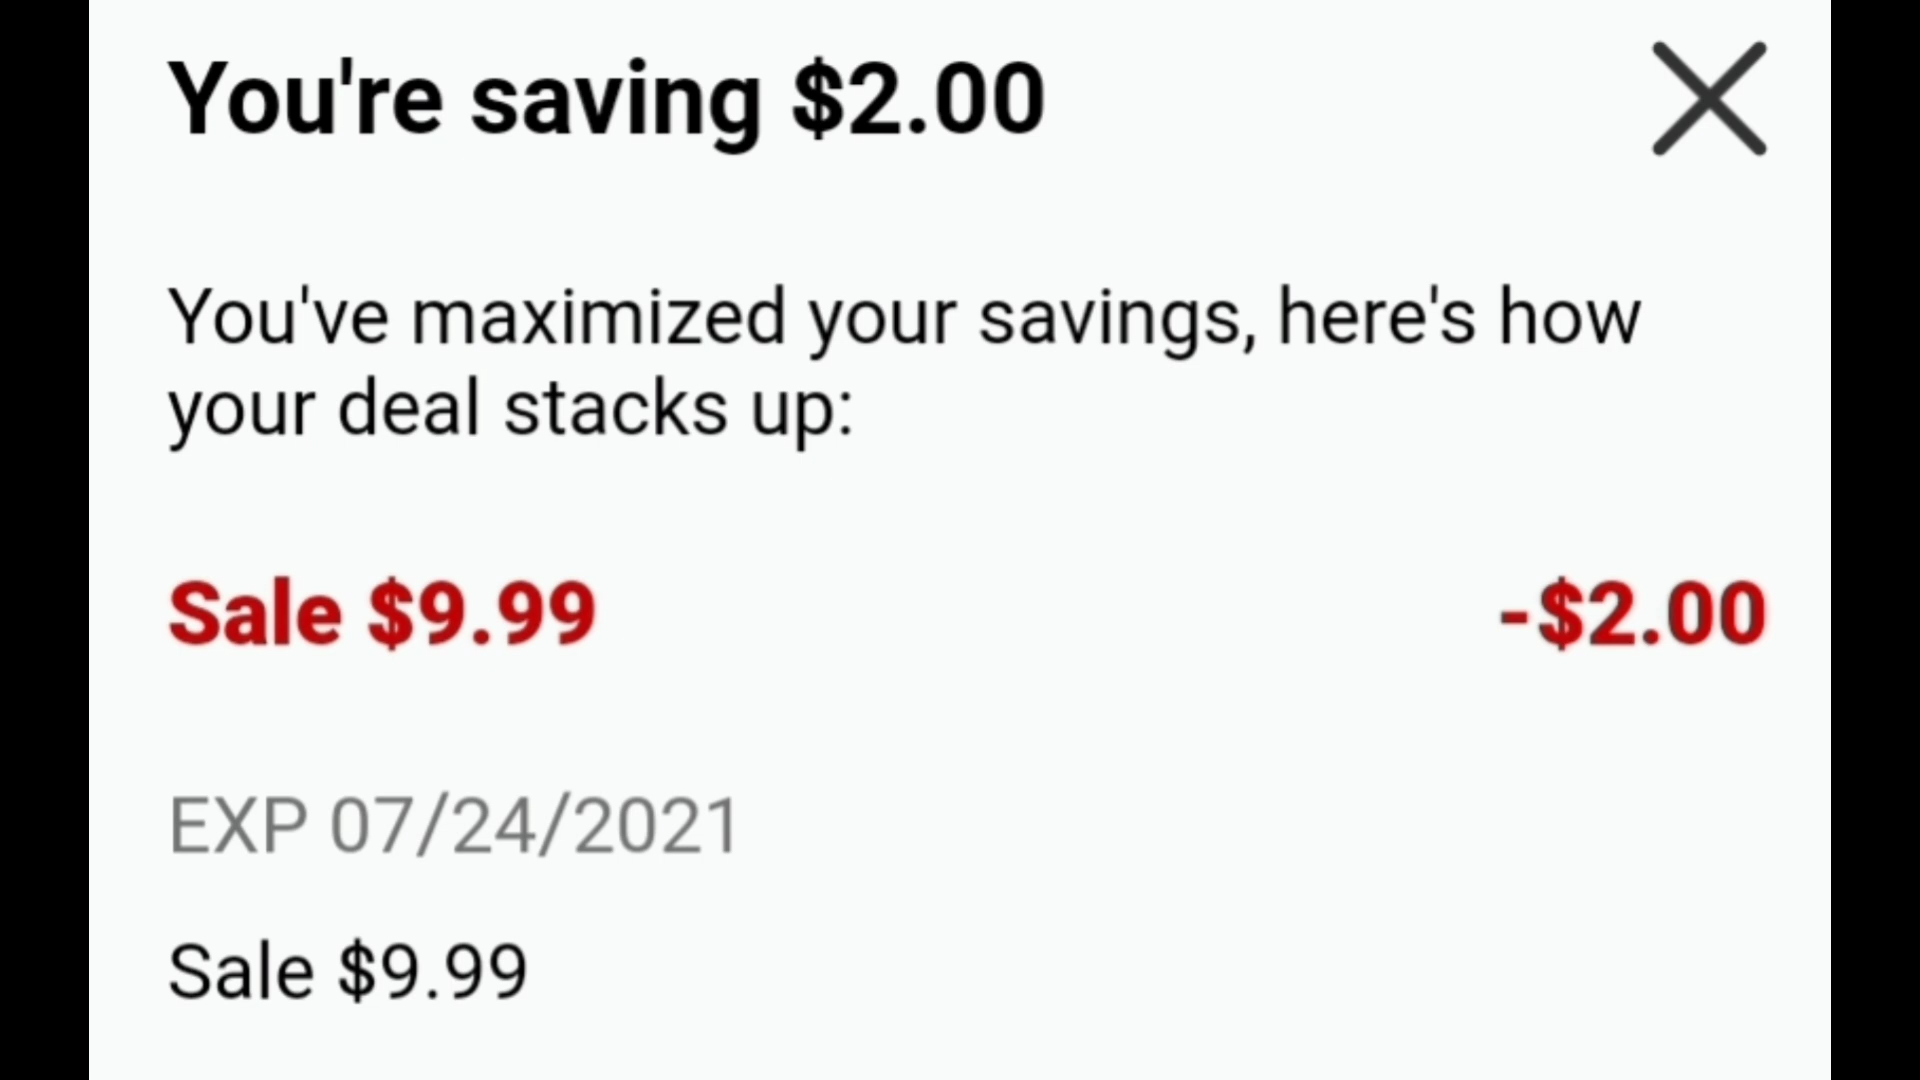 You're saving $2.00
You've maximized your savings, here's how
your deal stacks up:
Sale $9.99 -$2.00
EXP 07/24/2021
Sale $9.99